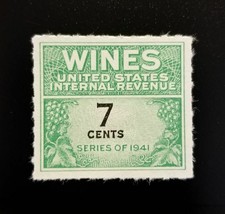 WINES
UNITED STATES
INTERNAL REVENUE
7
CENTS
SERIES OF 1941